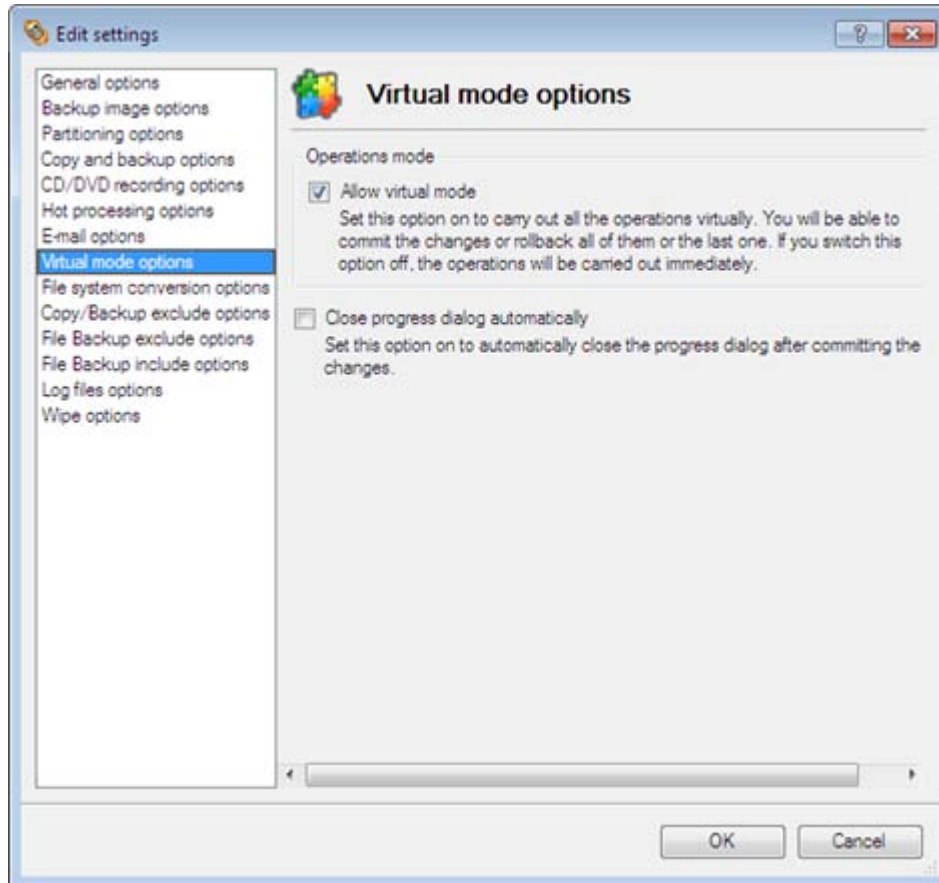 Edit settings
General options
Backup image options
Partitioning options
Copy and backup options
CD/DVD recording options
Hot processing options
E-mail options
Virtual mode options
File system conversion options
Copy/Backup exclude options
File Backup exclude options
File Backup include options
Log files options
Wipe options
Virtual mode options
Operations mode
Allow virtual mode
Set this option on to carry out all the operations virtually. You will be able to
commit the changes or rollback all of them or the last one. If you switch this
option off, the operations will be carried out immediately.
Close progress dialog automatically
Set this option on to automatically close the progress dialog after committing the
changes.
OK
Cancel